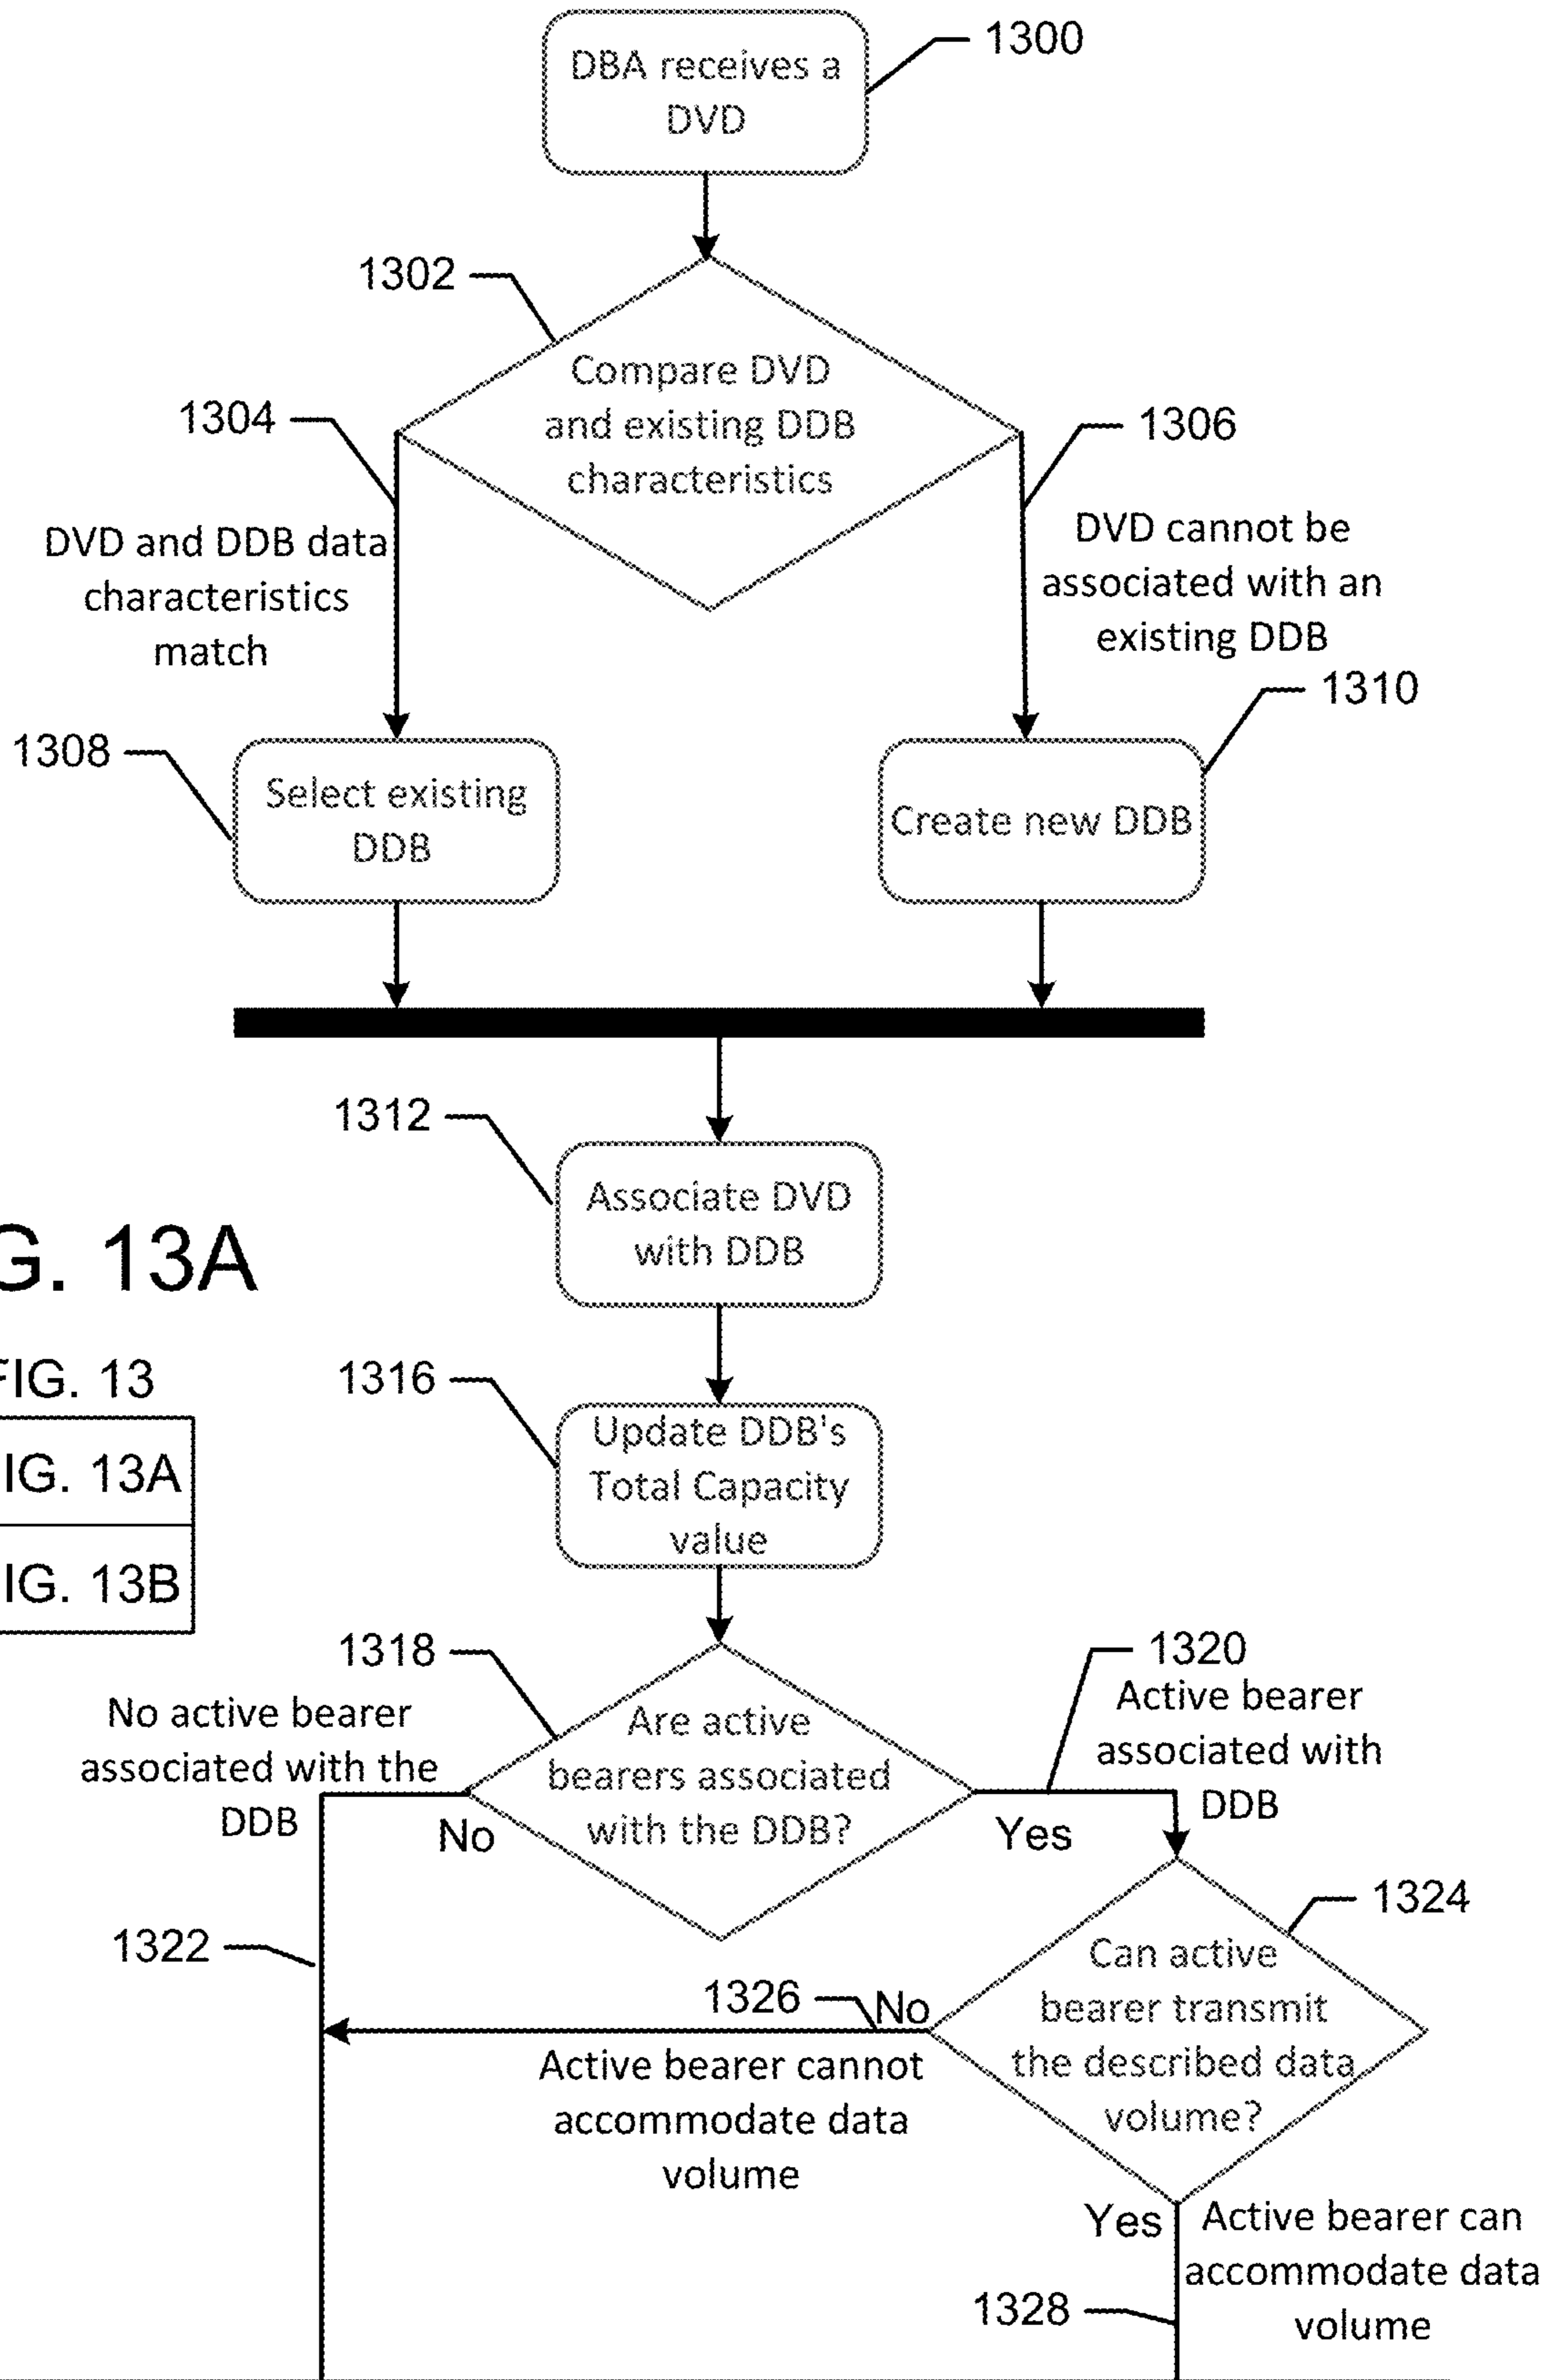 DBA receives a
DVD
1300
1302
Compare DVD
and existing DDB
characteristics
1304
DVD and DDB data
characteristics
match
1306
DVD cannot be
associated with an
existing DDB
1308
Select existing
DDB
1310
Create new DDB
1312
Associate DVD
with DDB
G. 13A
FIG. 13
IG. 13A
IG. 13B
1316
Update DDB's
Total Capacity
value
1318
Are active
bearers associated
with the DDB?
No active bearer
associated with the
DDB
No
1320
Active bearer
associated with
DDB
Yes
1322
1324
Can active
bearer transmit
the described data
volume?
1326
No
Active bearer cannot
accommodate data
volume
Yes
Active bearer can
accommodate data
volume
1328